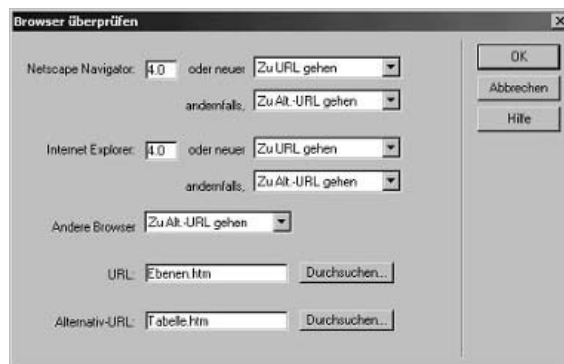 Browser überprüfen
Netscape Navigator: 4.0 oder neuer Zu URL gehen
andernfalls, Zu Alt.-URL gehen
Internet Explorer: 4.0 oder neuer Zu URL gehen
andernfalls, Zu Alt.-URL gehen
Andere Browser Zu Alt.-URL gehen
URL: Ebenen.htm Durchsuchen...
Alternativ-URL: Tabelle.htm Durchsuchen...
OK
Abbrechen
Hilfe